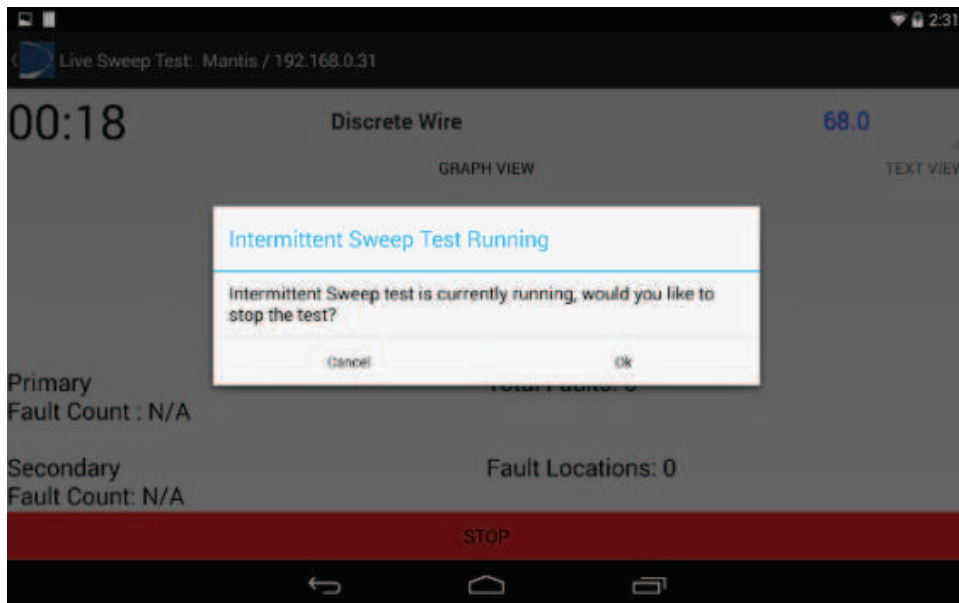 2:31
Live Sweep Test: Mantis / 192.168.0.31
00:18
Discrete Wire
68.0
GRAPH VIEW
TEXT VIEW
Intermittent Sweep Test Running
Intermittent Sweep test is currently running, would you like to
stop the test?
Cancel
Ok
Primary
Fault Count : N/A
Secondary
Fault Count: N/A
Fault Locations: 0
STOP